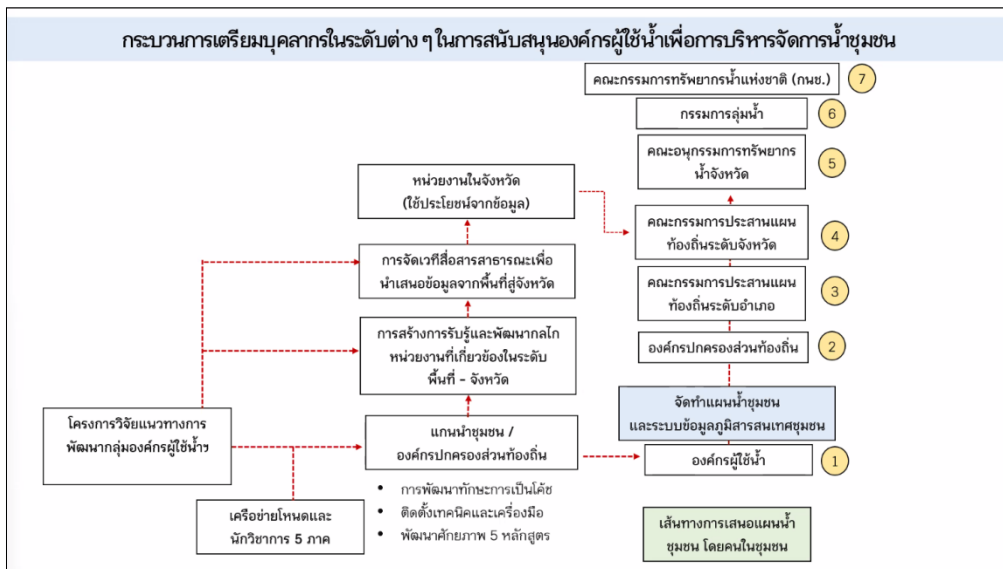 กระบวนการเตรียมบุคลากรในระดับต่าง ๆ ในการสนับสนุนองค์กรผู้ใช้น้ำเพื่อการบริหารจัดการน้ำชุมชน
คณะกรรมการทรัพยากรน้ำแห่งชาติ (กนช.)
7
กรรมการลุ่มน้ำ
6
คณะอนุกรรมการทรัพยากร
น้ำจังหวัด
5
หน่วยงานในจังหวัด
(ใช้ประโยชน์จากข้อมูล)
คณะกรรมการประสานแผน
ท้องถิ่นระดับจังหวัด
4
การจัดเวทีสื่อสารสาธารณะเพื่อ
นำเสนอข้อมูลจากพื้นที่สู่จังหวัด
คณะกรรมการประสานแผน
ท้องถิ่นระดับอำเภอ
3
การสร้างการรับรู้และพัฒนากลไก
หน่วยงานที่เกี่ยวข้องในระดับ
พื้นที่ - จังหวัด
องค์กรปกครองส่วนท้องถิ่น
2
จัดทำแผนน้ำชุมชน
และระบบข้อมูลภูมิสารสนเทศชุมชน
โครงการวิจัยแนวทางการ
พัฒนากลุ่มองค์กรผู้ใช้น้ำฯ
แกนนำชุมชน /
องค์กรปกครองส่วนท้องถิ่น
องค์กรผู้ใช้น้ำ
1
• การพัฒนาทักษะการเป็นโค้ช
• ติดตั้งเทคนิคและเครื่องมือ
• พัฒนาศักยภาพ 5 หลักสูตร
เครือข่ายโหนดและ
นักวิชาการ 5 ภาค
เส้นทางการเสนอแผนน้ำ
ชุมชน โดยคนในชุมชน